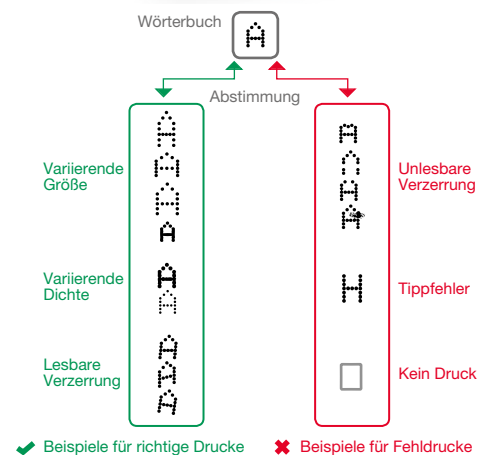 Wörterbuch
A
Abstimmung
A
A
A
A
Variierende
Größe
A
A
Variierende
Dichte
A
A
A
Lesbare
Verzerrung
A
A
A
Unlesbare
Verzerrung
H
Tippfehler
Kein Druck
Beispiele für richtige Drucke
Beispiele für Fehldrucke